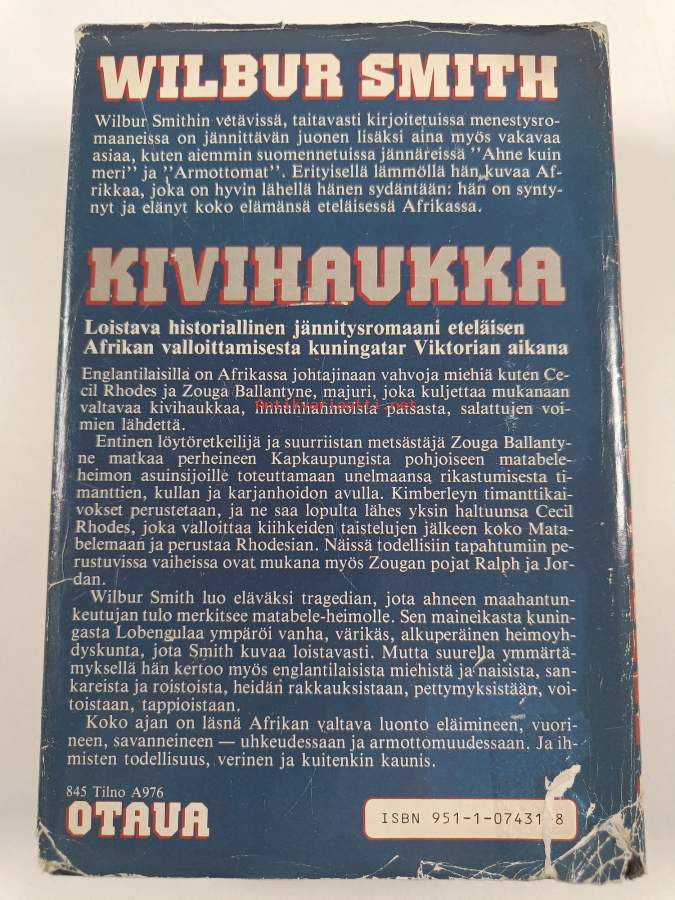 WILBUR SMITH
Wilbur Smithin vetävissä, taitavasti kirjoitetuissa menestysro-
maaneissa on jännittävän juonen lisäksi aina myös vakavaa
asiaa, kuten aiemmin suomennetuissa jännäreissä "Ahne kuin
meri" ja "Armottomat". Erityisellä lämmöllä hän kuvaa Af-
rikkaa, joka on hyvin lähellä hänen sydäntään: hän on synty-
nyt ja elänyt koko elämänsä eteläisessä Afrikassa.
KIVIHAUKKA
Loistava historiallinen jännitysromaani eteläisen
Afrikan valloittamisesta kuningatar Viktorian aikana
Englantilaisilla on Afrikassa johtajinaan vahvoja miehiä kuten Ce-
cil Rhodes ja Zouga Ballantyne, majuri, joka kuljettaa mukanaan
valtavaa kivihaukkaa, linnunhahmoista patsasta, salattujen voi-
mien lähdettä.
Antikvariaatti.net
Entinen löytöretkeilijä ja suurriistan metsästäjä Zouga Ballanty-
ne matkaa perheineen Kapkaupungista pohjoiseen matabele-
heimon asuinsijoille toteuttamaan unelmaansa rikastumisesta ti-
manttien, kullan ja karjanhoidon avulla. Kimberleyn timanttikai-
vokset perustetaan, ja ne saa lopulta lähes yksin haltuunsa Cecil
Rhodes, joka valloittaa kiihkeiden taistelujen jälkeen koko Mata-
belemaan ja perustaa Rhodesian. Näissä todellisiin tapahtumiin pe-
rustuvissa vaiheissa ovat mukana myös Zougan pojat Ralph ja Jor-
dan.
Wilbur Smith luo eläväksi tragedian, jota ahneen maahantun-
keutujan tulo merkitsee matabele-heimolle. Sen maineikasta kunin-
gasta Lobengulaa ympäröi vanha, värikäs, alkuperäinen heimoyh-
dyskunta, jota Smith kuvaa loistavasti. Mutta suurella ymmärtä-
myksellä hän kertoo myös englantilaisista miehistä ja naisista, san-
kareista ja roistoista, heidän rakkauksistaan, pettymyksistään, voi-
toistaan, tappioistaan.
Koko ajan on läsnä Afrikan valtava luonto eläimineen, vuori-
neen, savanneineen — uhkeudessaan ja armottomuudessaan. Ja ih-
misten todellisuus, verinen ja kuitenkin kaunis.
845 Tilno A976
OTAVA
ISBN 951-1-07431-8